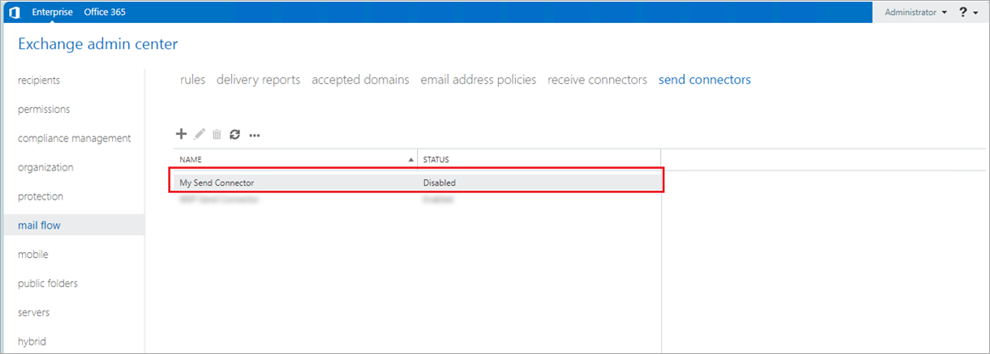 Enterprise Office 365 Administrator ?
Exchange admin center
recipients
permissions
compliance management
organization
protection
mail flow
mobile
public folders
servers
hybrid
rules delivery reports accepted domains email address policies receive connectors send connectors
NAME STATUS
My Send Connector Disabled